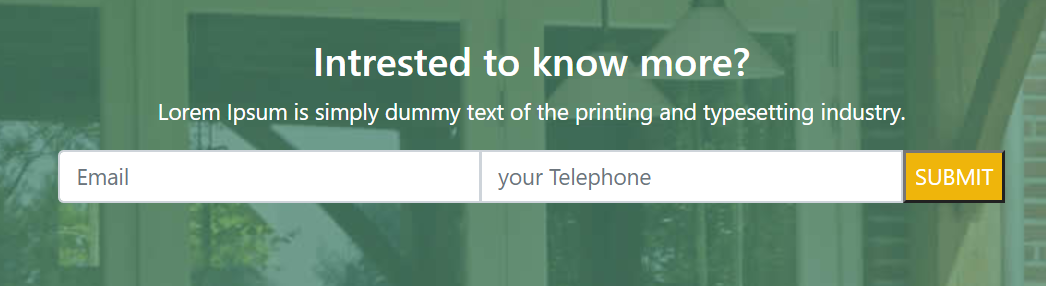 Intrested to know more?
Lorem Ipsum is simply dummy text of the printing and typesetting industry.
Email your Telephone SUBMIT